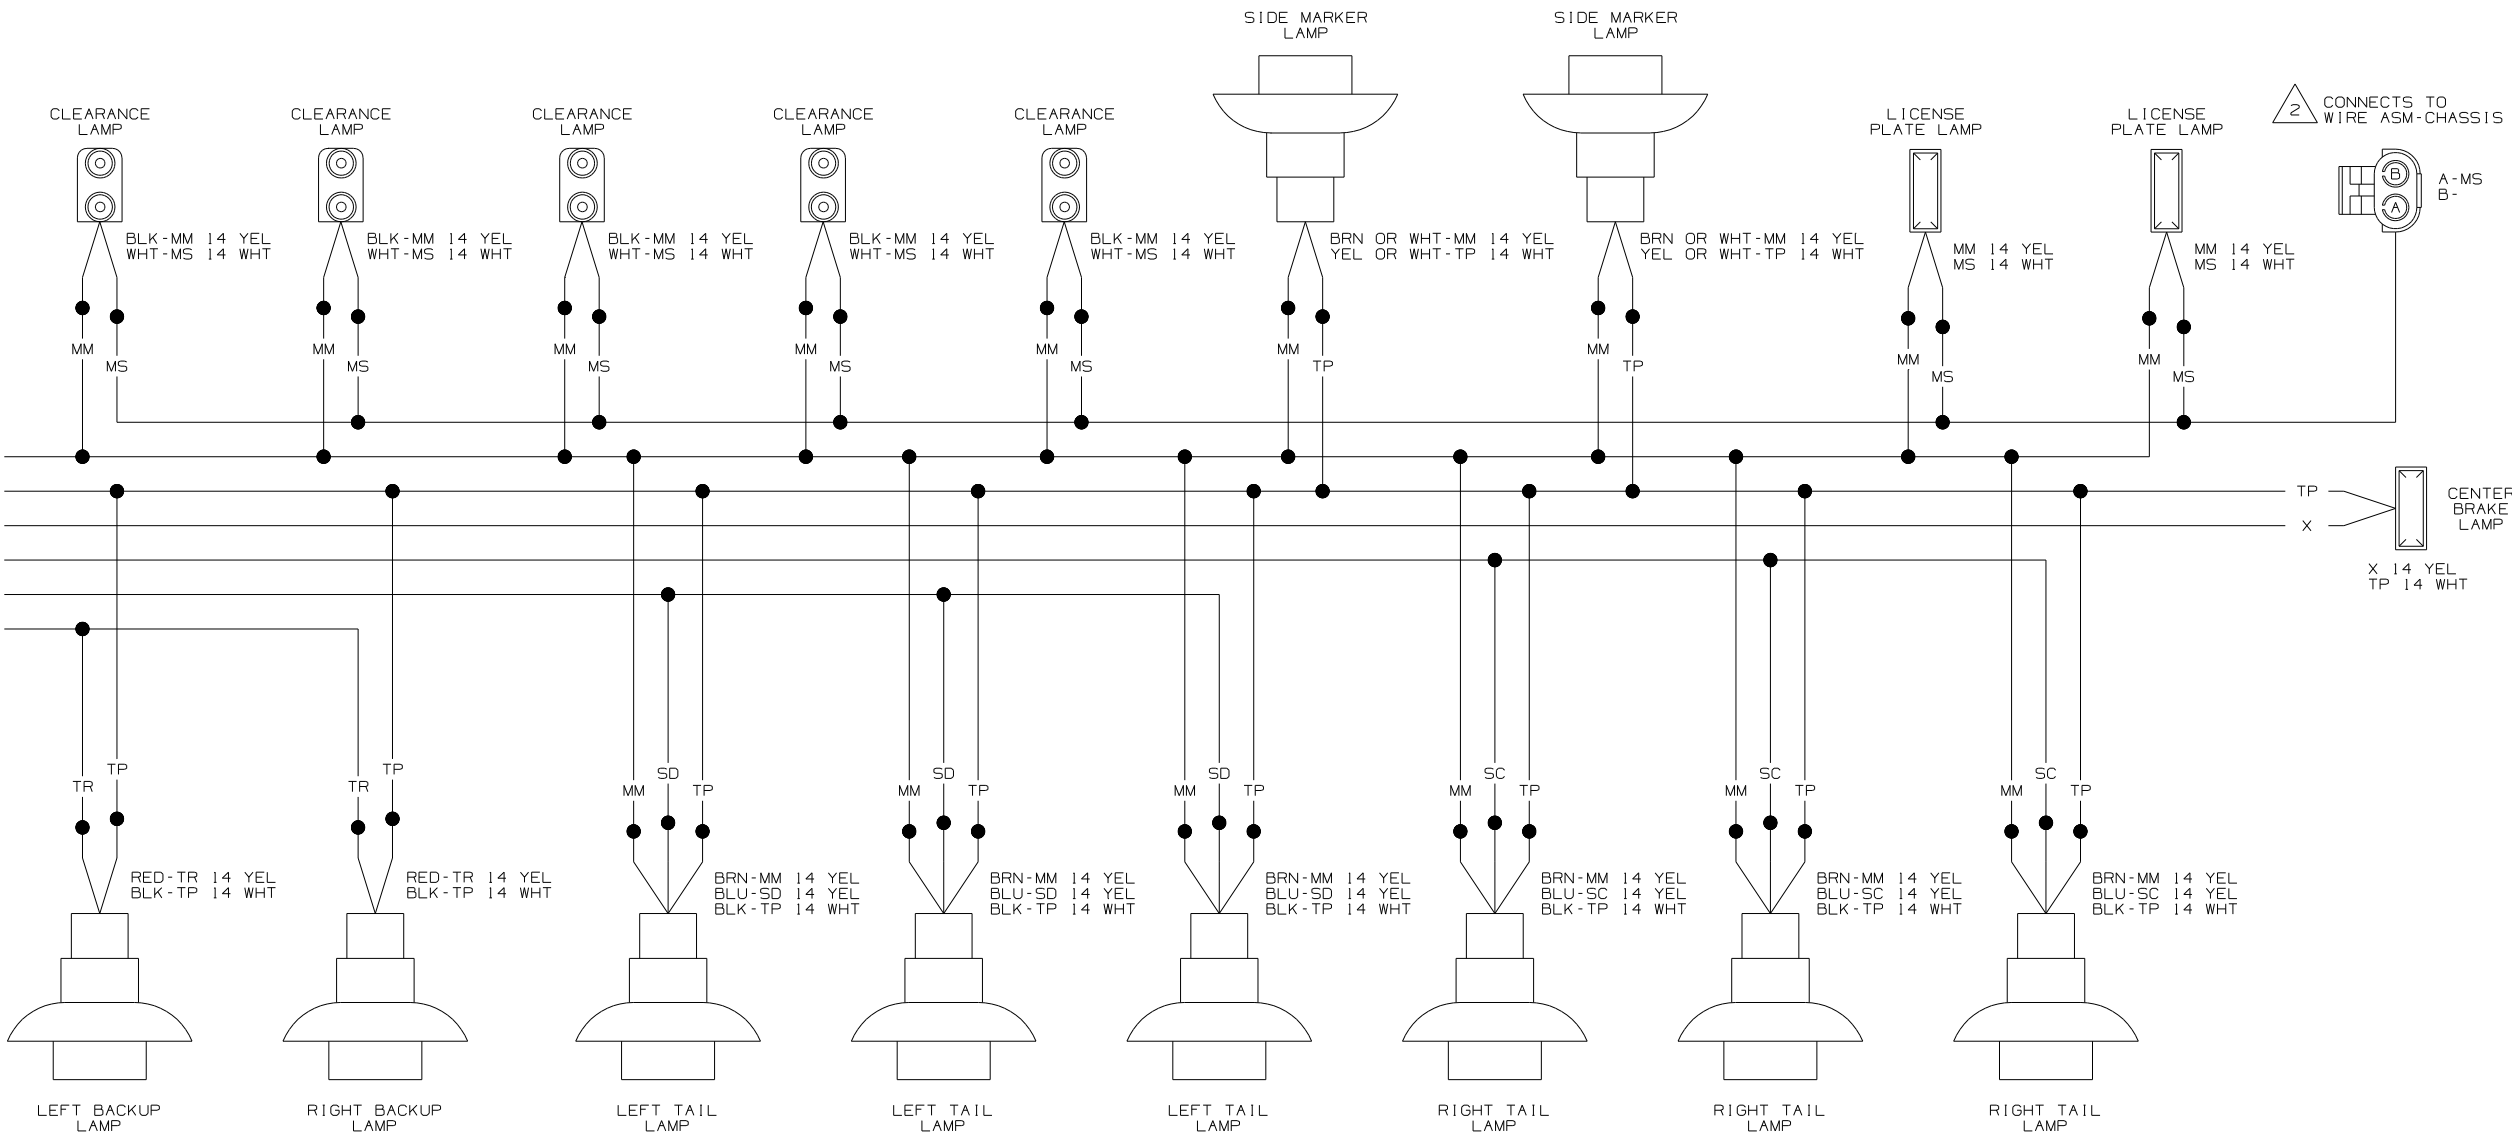 SIDE MARKER
LAMP
SIDE MARKER
LAMP
CLEARANCE
LAMP
CLEARANCE
LAMP
CLEARANCE
LAMP
CLEARANCE
LAMP
CLEARANCE
LAMP
LICENSE
PLATE LAMP
LICENSE
PLATE LAMP
2
CONNECTS TO
WIRE ASM-CHASSIS
B
A
A-MS
B-
BLK-MM 14 YEL
WHT-MS 14 WHT
BLK-MM 14 YEL
WHT-MS 14 WHT
BLK-MM 14 YEL
WHT-MS 14 WHT
BLK-MM 14 YEL
WHT-MS 14 WHT
BLK-MM 14 YEL
WHT-MS 14 WHT
BRN OR WHT-MM 14 YEL
YEL OR WHT-TP 14 WHT
BRN OR WHT-MM 14 YEL
YEL OR WHT-TP 14 WHT
MM 14 YEL
MS 14 WHT
MM 14 YEL
MS 14 WHT
MM
MS
MM
MS
MM
MS
MM
MS
MM
MS
MM
TP
MM
TP
MM
MS
MM
MS
TP
X
CENTER
BRAKE
LAMP
X 14 YEL
TP 14 WHT
TR
TP
TR
TP
MM
SD
TP
MM
SD
TP
MM
SD
TP
MM
SC
TP
MM
SC
TP
MM
SC
TP
RED-TR 14 YEL
BLK-TP 14 WHT
RED-TR 14 YEL
BLK-TP 14 WHT
BRN-MM 14 YEL
BLU-SD 14 YEL
BLK-TP 14 WHT
BRN-MM 14 YEL
BLU-SD 14 YEL
BLK-TP 14 WHT
BRN-MM 14 YEL
BLU-SD 14 YEL
BLK-TP 14 WHT
BRN-MM 14 YEL
BLU-SC 14 YEL
BLK-TP 14 WHT
BRN-MM 14 YEL
BLU-SC 14 YEL
BLK-TP 14 WHT
BRN-MM 14 YEL
BLU-SC 14 YEL
BLK-TP 14 WHT
LEFT BACKUP
LAMP
RIGHT BACKUP
LAMP
LEFT TAIL
LAMP
LEFT TAIL
LAMP
LEFT TAIL
LAMP
RIGHT TAIL
LAMP
RIGHT TAIL
LAMP
RIGHT TAIL
LAMP